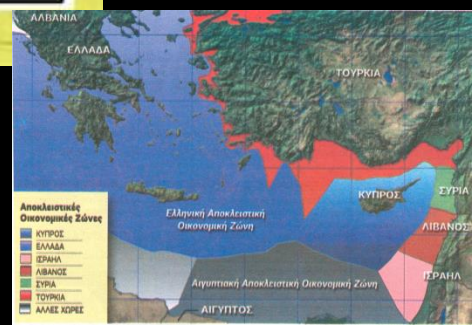 ΑΛΒΑΝΙΑ
ΕΛΛΑΔΑ
ΤΟΥΡΚΙΑ
ΚΥΠΡΟΣ
ΣΥΡΙΑ
ΛΙΒΑΝΟΣ
ΙΣΡΑΗΛ
Ελληνική Αποκλειστική
Οικονομική Ζώνη
Αιγυπτιακή Αποκλειστική Οικονομική Ζώνη
ΑΙΓΥΠΤΟΣ
Αποκλειστικές
Οικονομικές Ζώνες
ΚΥΠΡΟΣ
ΕΛΛΑΔΑ
ΙΣΡΑΗΛ
ΛΙΒΑΝΟΣ
ΣΥΡΙΑ
ΤΟΥΡΚΙΑ
ΑΛΛΕΣ ΧΩΡΕΣ